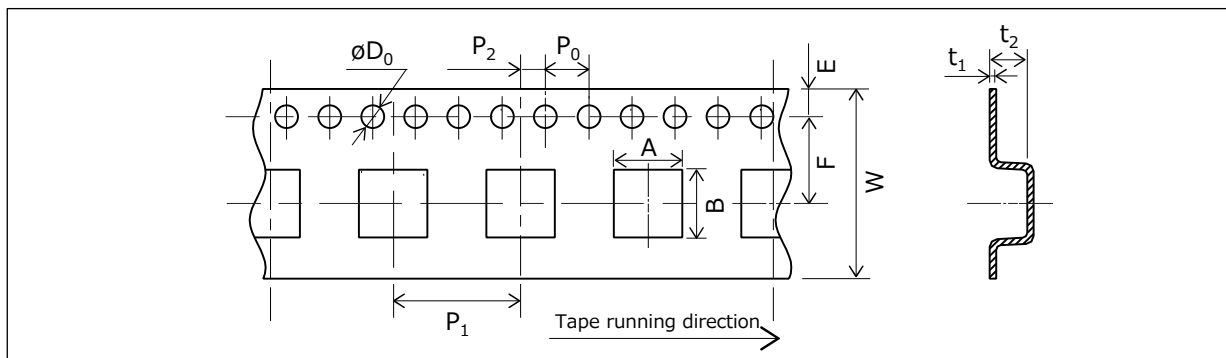 P2 P0
øD0
E
t1 t2
A
B
F
W
P1
Tape running direction